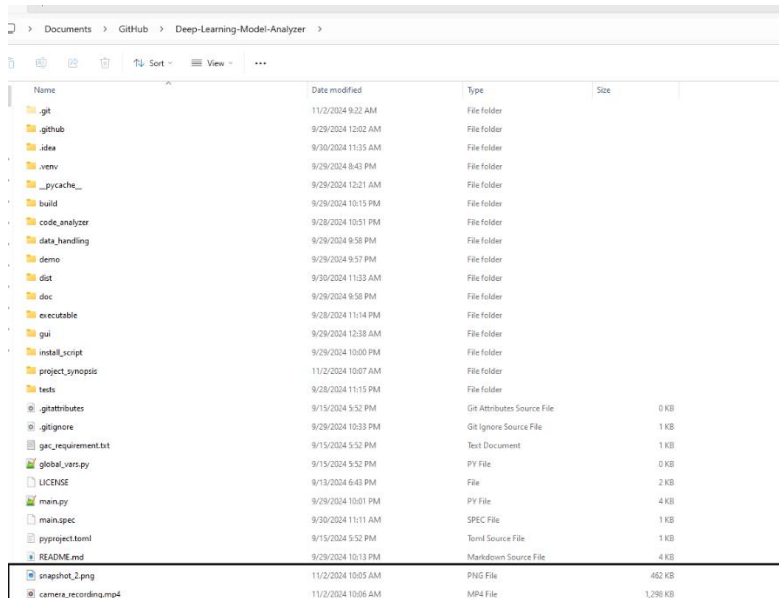 > Documents > GitHub > Deep-Learning-Model-Analyzer >
Sort View ...
Name Date modified Type Size
.git 11/2/2024 9:22 AM File folder
.github 9/29/2024 12:02 AM File folder
.idea 9/30/2024 11:35 AM File folder
.venv 9/29/2024 8:43 PM File folder
__pycache__ 9/29/2024 12:21 AM File folder
build 9/29/2024 10:15 PM File folder
code_analyzer 9/28/2024 10:51 PM File folder
data_handling 9/29/2024 9:58 PM File folder
demo 9/29/2024 9:57 PM File folder
dist 9/30/2024 11:33 AM File folder
doc 9/29/2024 9:58 PM File folder
executable 9/28/2024 11:14 PM File folder
gui 9/29/2024 12:38 AM File folder
install_script 9/29/2024 10:00 PM File folder
project_synopsis 11/2/2024 10:07 AM File folder
tests 9/28/2024 11:15 PM File folder
.gitattributes 9/15/2024 5:52 PM Git Attributes Source File 0 KB
.gitignore 9/29/2024 10:33 PM Git Ignore Source File 1 KB
gac_requirement.txt 9/15/2024 5:52 PM Text Document 1 KB
global_vars.py 9/15/2024 5:52 PM PY File 0 KB
LICENSE 9/13/2024 6:43 PM File 2 KB
main.py 9/29/2024 10:01 PM PY File 4 KB
main.spec 9/30/2024 11:11 AM SPEC File 1 KB
pyproject.toml 9/15/2024 5:52 PM Toml Source File 1 KB
README.md 9/29/2024 10:13 PM Markdown Source File 4 KB
snapshot_2.png 11/2/2024 10:05 AM PNG File 462 KB
camera_recording.mp4 11/2/2024 10:06 AM MP4 File 1,298 KB